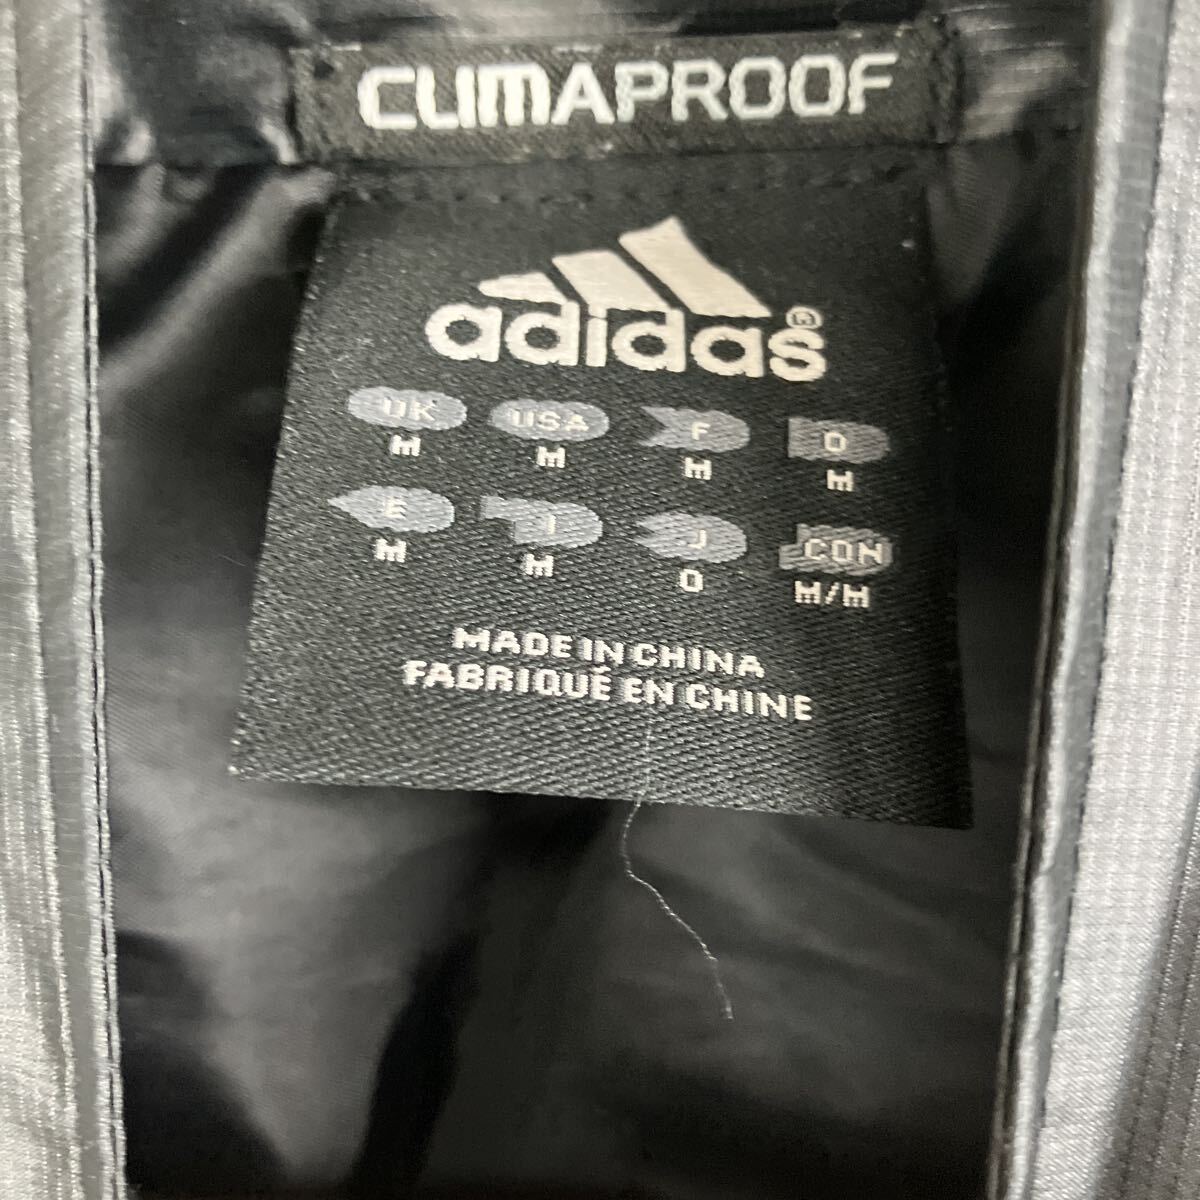 CLIMAPROOF
adidas®
UK USA F D
M M M M
E I J CON
M M O M/M
MADE IN CHINA
FABRIQUÉ EN CHINE